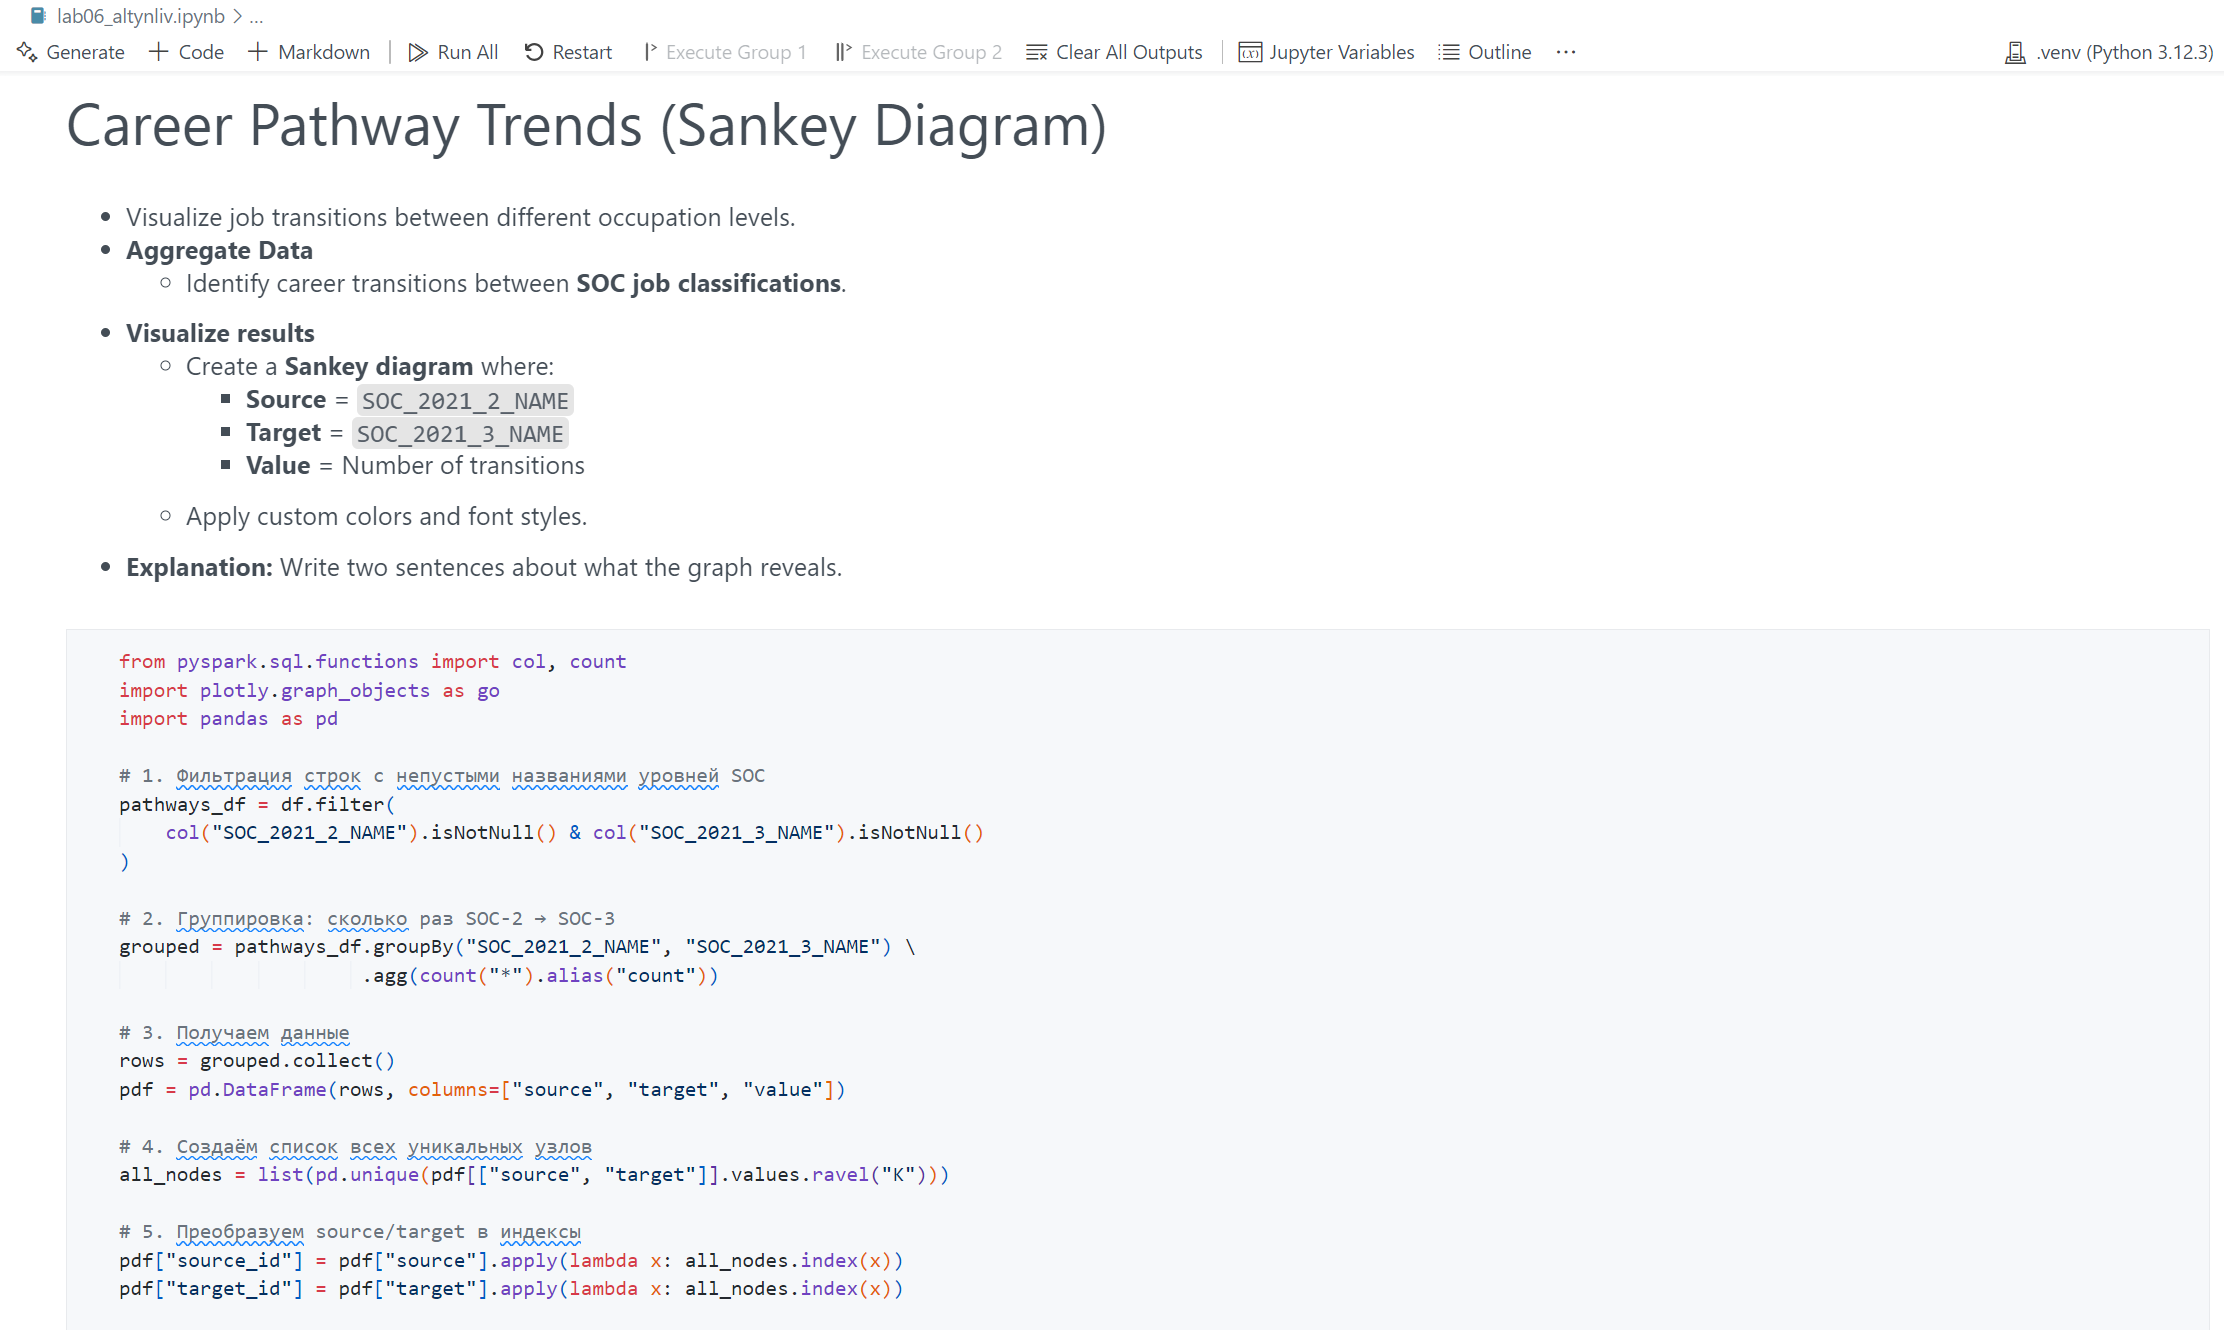 lab06_altynliv.ipynb > ...
Generate + Code + Markdown Run All Restart Execute Group 1 Execute Group 2 Clear All Outputs Jupyter Variables Outline ... .venv (Python 3.12.3)
Career Pathway Trends (Sankey Diagram)
• Visualize job transitions between different occupation levels.
• Aggregate Data
◦ Identify career transitions between SOC job classifications.
• Visualize results
◦ Create a Sankey diagram where:
▪ Source = SOC_2021_2_NAME
▪ Target = SOC_2021_3_NAME
▪ Value = Number of transitions
◦ Apply custom colors and font styles.
• Explanation: Write two sentences about what the graph reveals.
from pyspark.sql.functions import col, count
import plotly.graph_objects as go
import pandas as pd
# 1. Фильтрация строк с непустыми названиями уровней SOC
pathways_df = df.filter(
    col("SOC_2021_2_NAME").isNotNull() & col("SOC_2021_3_NAME").isNotNull()
)
# 2. Группировка: сколько раз SOC-2 → SOC-3
grouped = pathways_df.groupBy("SOC_2021_2_NAME", "SOC_2021_3_NAME") \
                     .agg(count("*").alias("count"))
# 3. Получаем данные
rows = grouped.collect()
pdf = pd.DataFrame(rows, columns=["source", "target", "value"])
# 4. Создаём список всех уникальных узлов
all_nodes = list(pd.unique(pdf[["source", "target"]].values.ravel("K")))
# 5. Преобразуем source/target в индексы
pdf["source_id"] = pdf["source"].apply(lambda x: all_nodes.index(x))
pdf["target_id"] = pdf["target"].apply(lambda x: all_nodes.index(x))